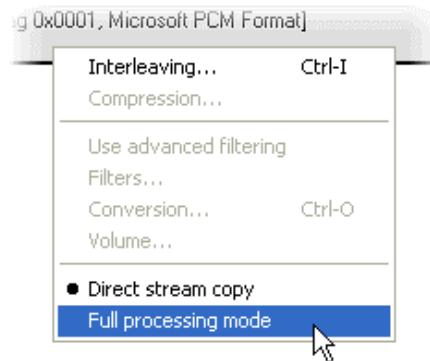 g 0x0001, Microsoft PCM Format]
Interleaving... Ctrl-I
Compression...
Use advanced filtering
Filters...
Conversion... Ctrl-O
Volume...
Direct stream copy
Full processing mode